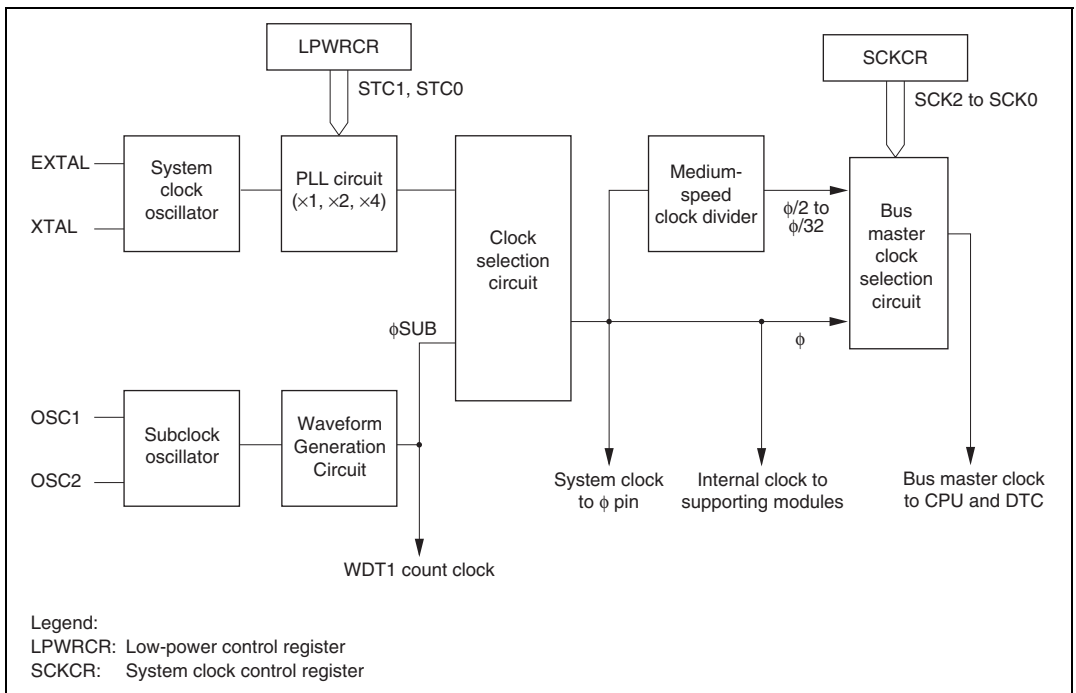 LPWRCR
STC1, STC0
SCKCR
SCK2 to SCK0
EXTAL
XTAL
System
clock
oscillator
PLL circuit
(×1, ×2, ×4)
Clock
selection
circuit
Medium-
speed
clock divider
ϕ/2 to
ϕ/32
Bus
master
clock
selection
circuit
ϕSUB
ϕ
OSC1
OSC2
Subclock
oscillator
Waveform
Generation
Circuit
System clock
to ϕ pin
Internal clock to
supporting modules
Bus master clock
to CPU and DTC
WDT1 count clock
Legend:
LPWRCR: Low-power control register
SCKCR: System clock control register